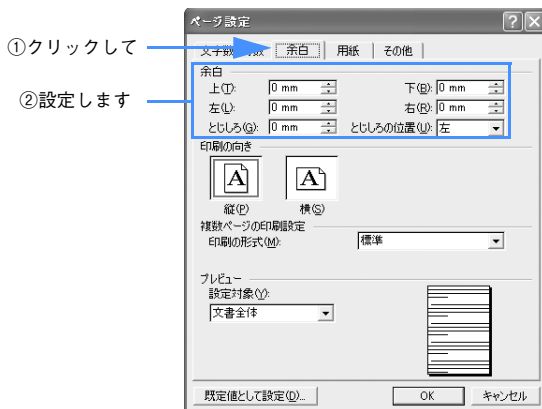 ページ設定
①クリックして
文字数 数 余白 用紙 その他
余白
②設定します
上(T): 0 mm 下(B): 0 mm
左(L): 0 mm 右(R): 0 mm
とじしろ(G): 0 mm とじしろの位置(U): 左
印刷の向き
縦(P) 横(S)
複数ページの印刷設定
印刷の形式(M): 標準
プレビュー
設定対象(Y):
文書全体
既定値として設定(D)... OK キャンセル